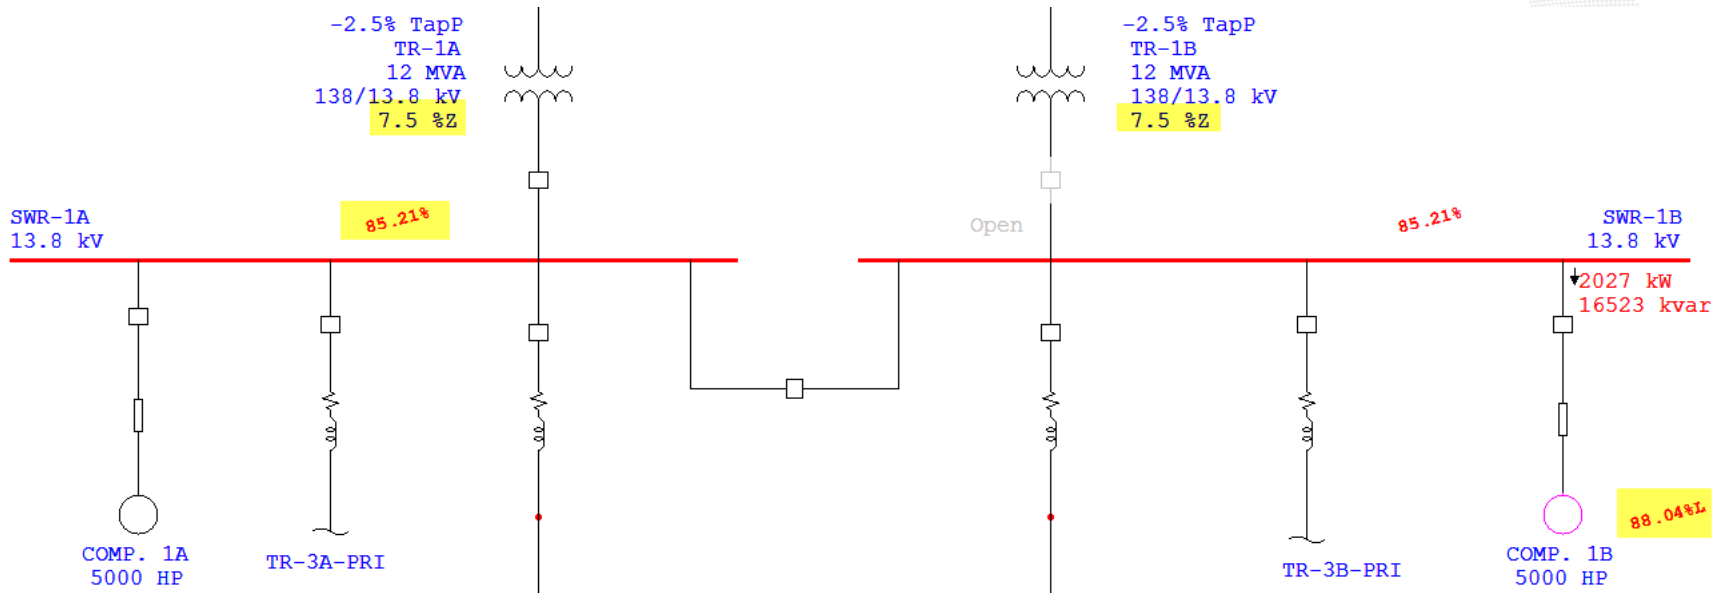 -2.5% TapP
TR-1A
12 MVA
138/13.8 kV
7.5 %Z
-2.5% TapP
TR-1B
12 MVA
138/13.8 kV
7.5 %Z
SWR-1A
13.8 kV
85.21%
Open
85.21%
SWR-1B
13.8 kV
2027 kW
16523 kvar
COMP. 1A
5000 HP
TR-3A-PRI
TR-3B-PRI
88.04%L
COMP. 1B
5000 HP